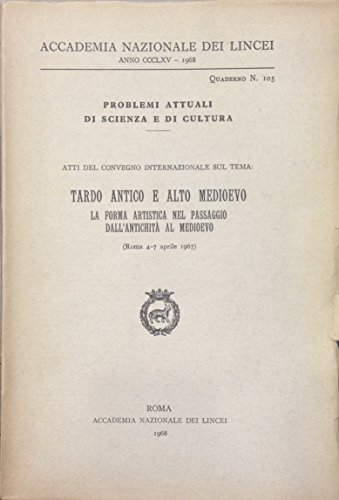 ACCADEMIA NAZIONALE DEI LINCEI
ANNO CCCLXV – 1968
QUADERNO N. 105
PROBLEMI ATTUALI
DI SCIENZA E DI CULTURA
ATTI DEL CONVEGNO INTERNAZIONALE SUL TEMA:
TARDO ANTICO E ALTO MEDIOEVO
LA FORMA ARTISTICA NEL PASSAGGIO
DALL'ANTICHITÀ AL MEDIOEVO
(Roma 4–7 aprile 1967)
ROMA
ACCADEMIA NAZIONALE DEI LINCEI
1968